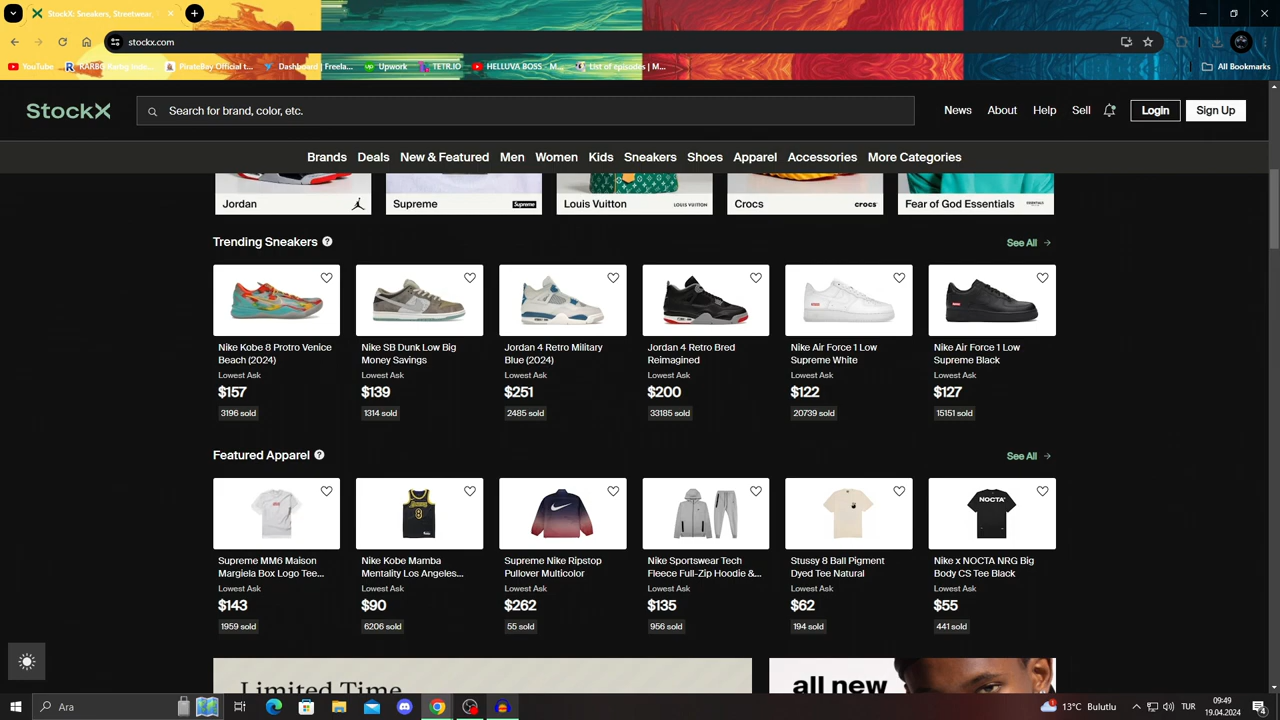 StockX: Sneakers, Streetwear,
stockx.com
YouTube
PirateBay Official t...
Dashboard | Freela...
Upwork
TETR.IO
HELLUVA BOSS - M...
List of episodes | M...
All Bookmarks
StockX
Search for brand, color, etc.
News
About
Help
Sell
Login
Sign Up
Brands
Deals
New & Featured
Men
Women
Kids
Sneakers
Shoes
Apparel
Accessories
More Categories
Jordan
Supreme
Supreme
Louis Vuitton
LOUIS VUITTON
Crocs
crocs
Fear of God Essentials
Trending Sneakers ?
See All
Nike Kobe 8 Protro Venice
Beach (2024)
Lowest Ask
$157
3196 sold
Nike SB Dunk Low Big
Money Savings
Lowest Ask
$139
1314 sold
Jordan 4 Retro Military
Blue (2024)
Lowest Ask
$251
2485 sold
Jordan 4 Retro Bred
Reimagined
Lowest Ask
$200
33185 sold
Nike Air Force 1 Low
Supreme White
Lowest Ask
$122
20739 sold
Nike Air Force 1 Low
Supreme Black
Lowest Ask
$127
15151 sold
Featured Apparel ?
See All
Supreme MM6 Maison
Margiela Box Logo Tee...
Lowest Ask
$143
1959 sold
Nike Kobe Mamba
Mentality Los Angeles...
Lowest Ask
$90
6206 sold
Supreme Nike Ripstop
Pullover Multicolor
Lowest Ask
$262
55 sold
Nike Sportswear Tech
Fleece Full-Zip Hoodie &...
Lowest Ask
$135
956 sold
Stussy 8 Ball Pigment
Dyed Tee Natural
Lowest Ask
$62
194 sold
NOCTA
Nike x NOCTA NRG Big
Body CS Tee Black
Lowest Ask
$55
441 sold
Limited Time
all new
Ara
13°C Bulutlu
TUR
09:49
19.04.2024
4